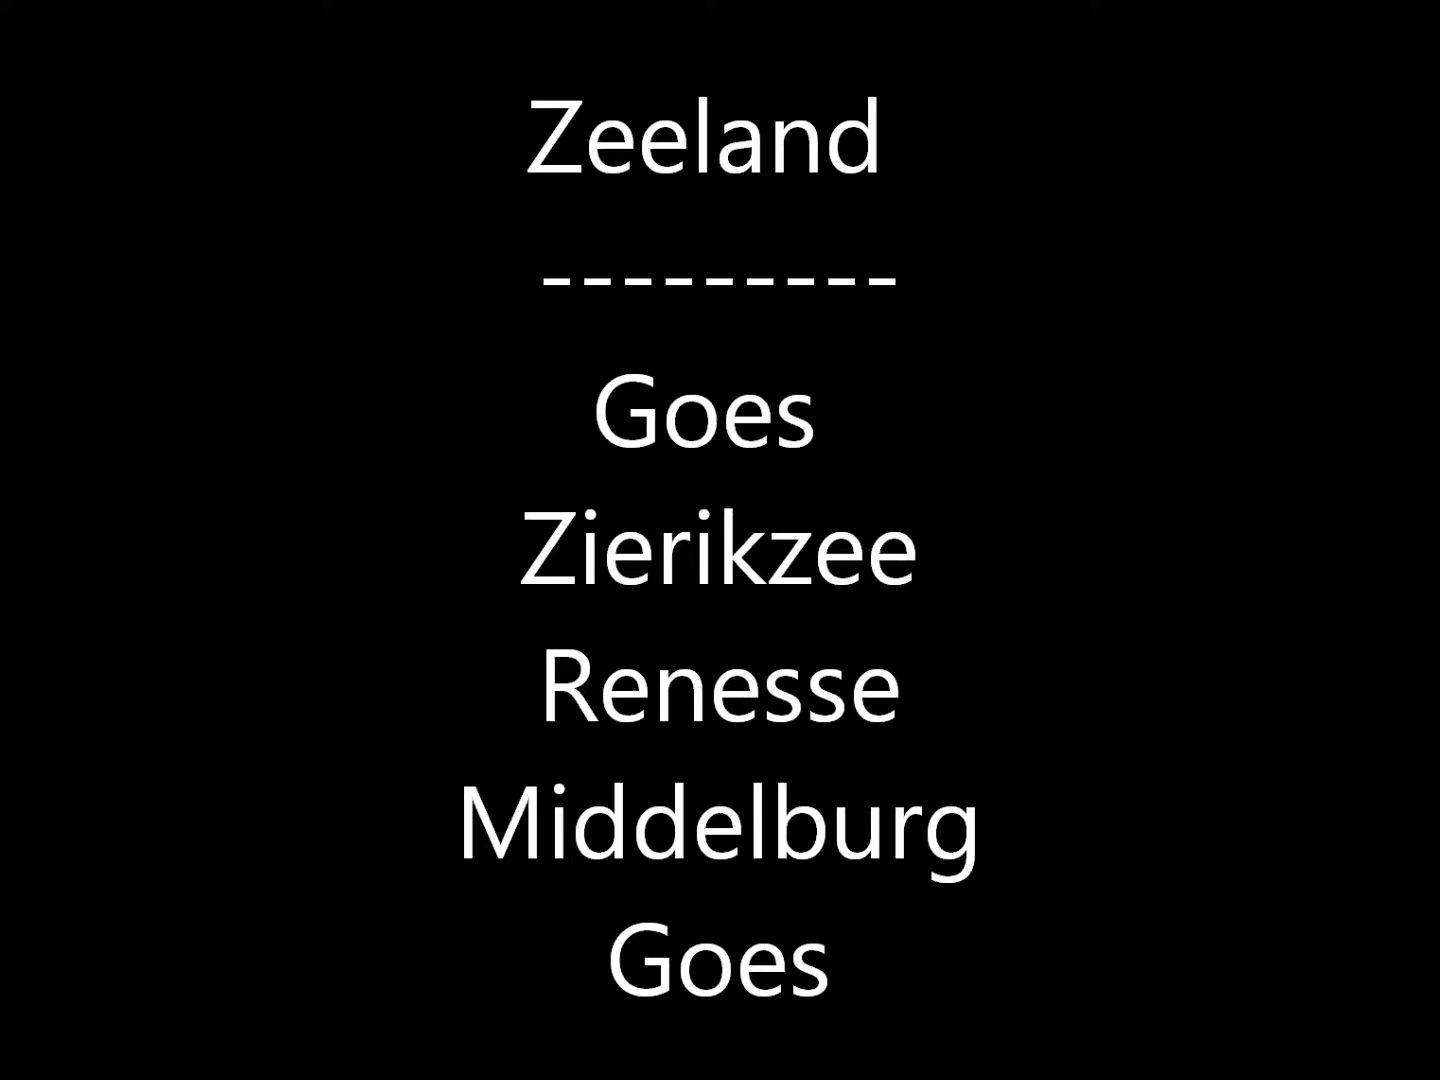 Zeeland
---------
Goes
Zierikzee
Renesse
Middelburg
Goes